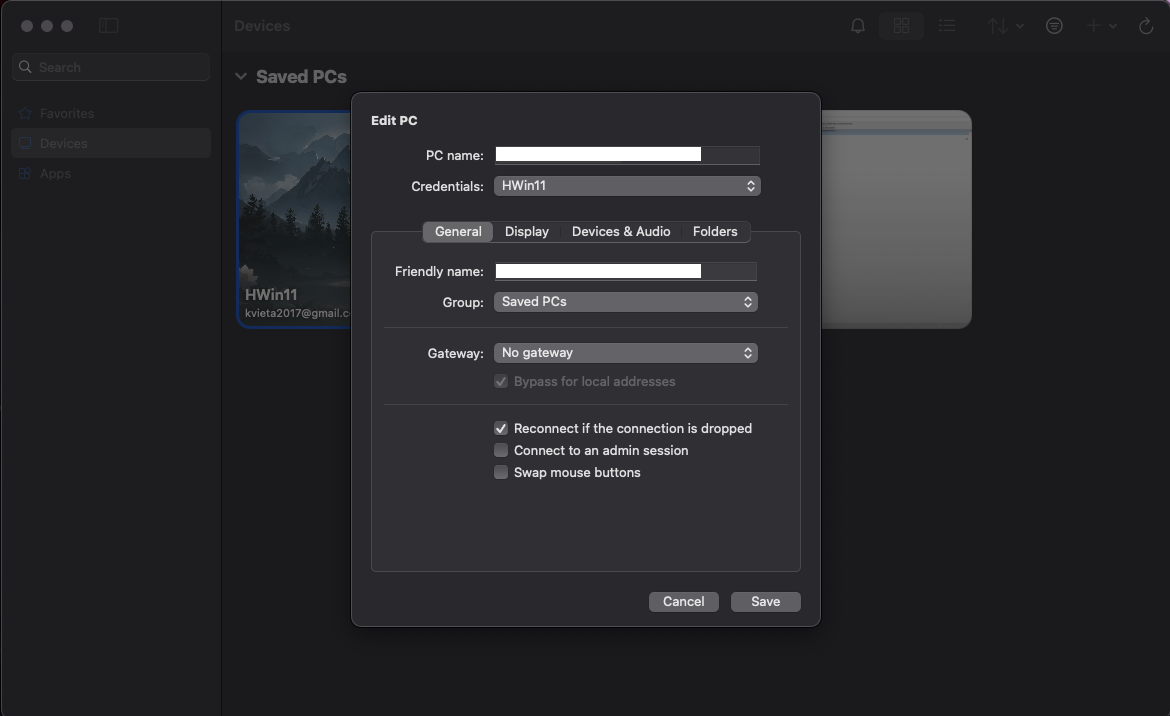 Devices
Search
Favorites
Devices
Apps
Saved PCs
HWin11
kvieta2017@gmail.c
Edit PC
PC name:
Credentials: HWin11
General Display Devices & Audio Folders
Friendly name:
Group: Saved PCs
Gateway: No gateway
Bypass for local addresses
Reconnect if the connection is dropped
Connect to an admin session
Swap mouse buttons
Cancel Save